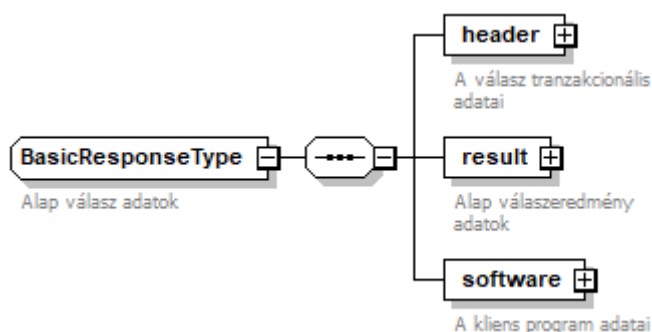 header
A válasz tranzakcionális
adatai
BasicResponseType
Alap válasz adatok
result
Alap válaszeredmény
adatok
software
A kliens program adatai